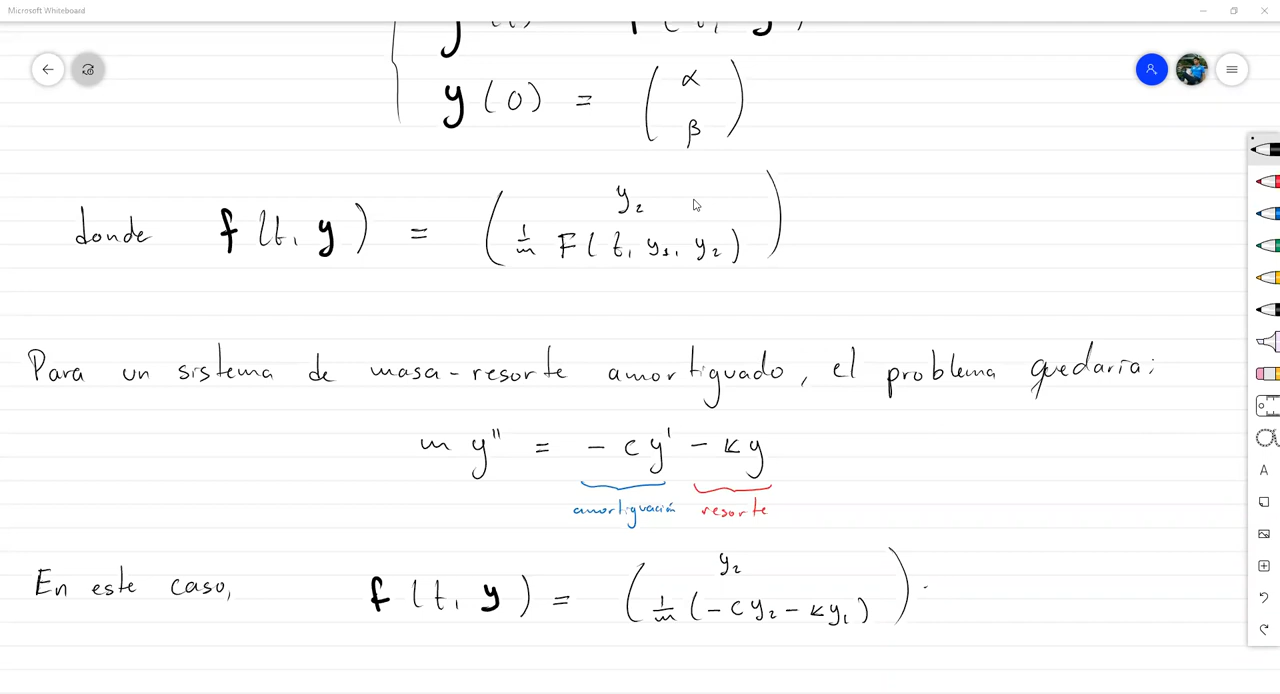 Microsoft Whiteboard
y(0) = (α
β)
donde f(t, y) = (y₂
1/m F(t, y₁, y₂))
Para un sistema de masa-resorte amortiguado, el problema quedaría:
m y'' = - c y' - k y
amortiguación resorte
En este caso, f(t, y) = (y₂
1/m (- c y₂ - k y₁)).
A